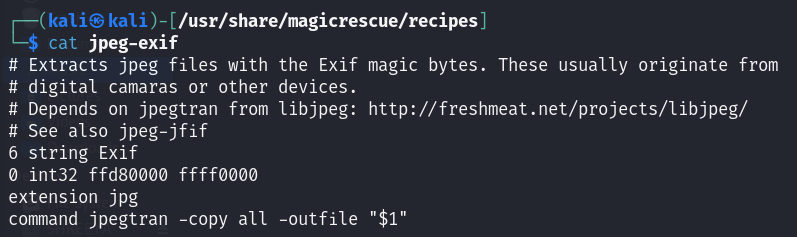 ┌──(kali㉿kali)-[/usr/share/magicrescue/recipes]
└─$ cat jpeg-exif
# Extracts jpeg files with the Exif magic bytes. These usually originate from
# digital camaras or other devices.
# Depends on jpegtran from libjpeg: http://freshmeat.net/projects/libjpeg/
# See also jpeg-jfif
6 string Exif
0 int32 ffd80000 ffff0000
extension jpg
command jpegtran -copy all -outfile "$1"